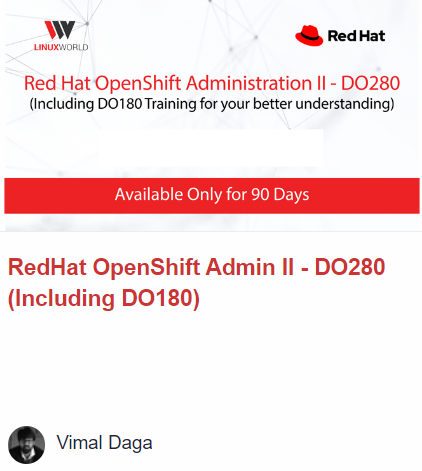 LINUXWORLD
Red Hat
Red Hat OpenShift Administration II - DO280
(Including DO180 Training for your better understanding)
Available Only for 90 Days
RedHat OpenShift Admin II - DO280
(Including DO180)
Vimal Daga